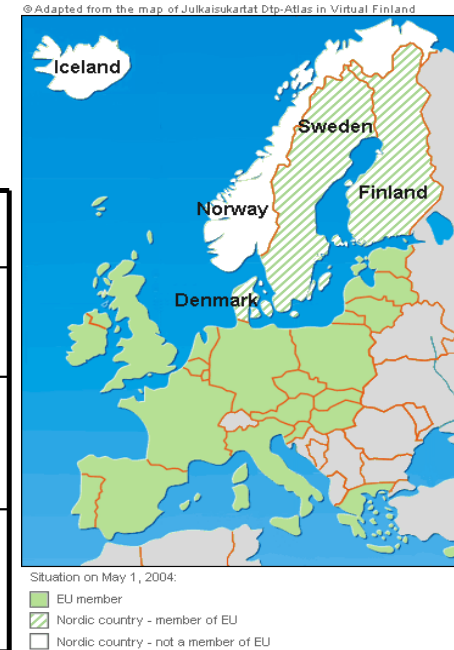 ©Adapted from the map of Julkaisukartat Dtp-Atlas in Virtual Finland
Iceland
Sweden
Finland
Norway
Denmark
Situation on May 1, 2004:
EU member
Nordic country - member of EU
Nordic country - not a member of EU